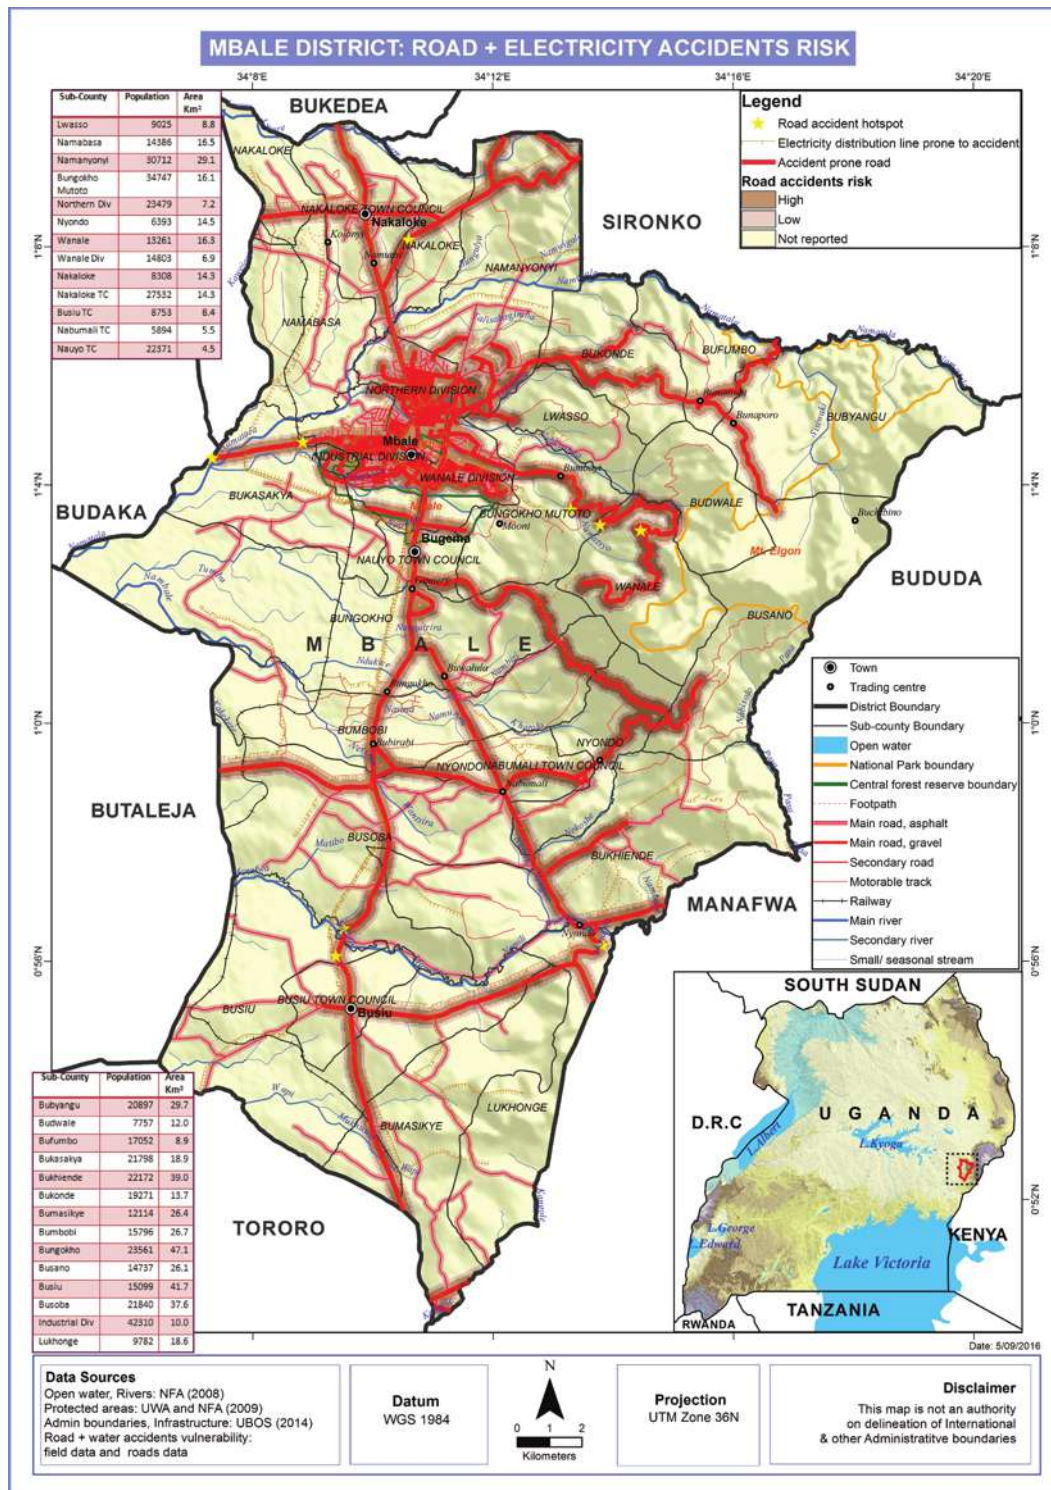 MBALE DISTRICT: ROAD + ELECTRICITY ACCIDENTS RISK
34°8'E
34°12'E
34°16'E
34°20'E
Sub-County Population Area Km²
Lwasso 9025 8.8
Namabasa 14386 16.5
Namanyonyi 30712 29.1
Bungokho Mutoto 34747 16.1
Northern Div 23479 7.2
Nyondo 6393 14.5
Wanale 13261 16.3
Wanale Div 14803 6.9
Nakaloke 8308 14.3
Nakaloke TC 27532 14.3
Busiu TC 8753 8.4
Nabumali TC 5894 5.5
Nauyo TC 22371 4.5
Legend
Road accident hotspot
Electricity distribution line prone to accident
Accident prone road
Road accidents risk
High
Low
Not reported
BUKEDEA
NAKALOKE
NAKALOKE TOWN COUNCIL
Nakaloke
NAKALOKE
SIRONKO
1°8'N
1°8'N
NAMANYONYI
NAMABASA
BUKONDE
BUFUMBO
NORTHERN DIVISION
LWASSO
Bunaporo
BUBYANGU
Mbale
INDUSTRIAL DIVISION
WANALE DIVISION
1°4'N
1°4'N
BUKASAKYA
BUDWALE
BUDAKA
BUNGOKHO MUTOTO
Mooni
Mbale
Bugema
NAUYO TOWN COUNCIL
Mt. Elgon
BUDUDA
WANALE
BUNGOKHO
BUSANO
M B A L E
Bungokho
1°0'N
1°0'N
BUMBOBI
NYONDO
NYONDO
NABUMALI TOWN COUNCIL
Nabumali
BUTALEJA
BUSOBA
BUKHIENDE
MANAFWA
Town
Trading centre
District Boundary
Sub-county Boundary
Open water
National Park boundary
Central forest reserve boundary
Footpath
Main road, asphalt
Main road, gravel
Secondary road
Motorable track
Railway
Main river
Secondary river
Small/ seasonal stream
0°56'N
0°56'N
BUSIU
BUSIU TOWN COUNCIL
Busiu
LUKHONGE
BUMASIKYE
TORORO
0°52'N
Sub-County Population Area Km²
Bubyangu 20897 29.7
Budwale 7757 12.0
Bufumbo 17052 8.9
Bukasakya 21798 18.9
Bukhiende 22172 39.0
Bukonde 19271 13.7
Bumasikye 12114 26.4
Bumbobi 15796 26.7
Bungokho 23561 47.1
Busano 14737 26.1
Busiu 15099 41.7
Busoba 21840 37.6
Industrial Div 42310 10.0
Lukhonge 9782 18.6
SOUTH SUDAN
D.R.C
U G A N D A
L.Albert
L.Kyoga
L.George
L.Edward
KENYA
Lake Victoria
TANZANIA
RWANDA
Date: 5/09/2016
Data Sources
Open water, Rivers: NFA (2008)
Protected areas: UWA and NFA (2009)
Admin boundaries, Infrastructure: UBOS (2014)
Road + water accidents vulnerability:
field data and roads data
Datum
WGS 1984
N
0 1 2
Kilometers
Projection
UTM Zone 36N
Disclaimer
This map is not an authority
on delineation of International
& other Administratitve boundaries